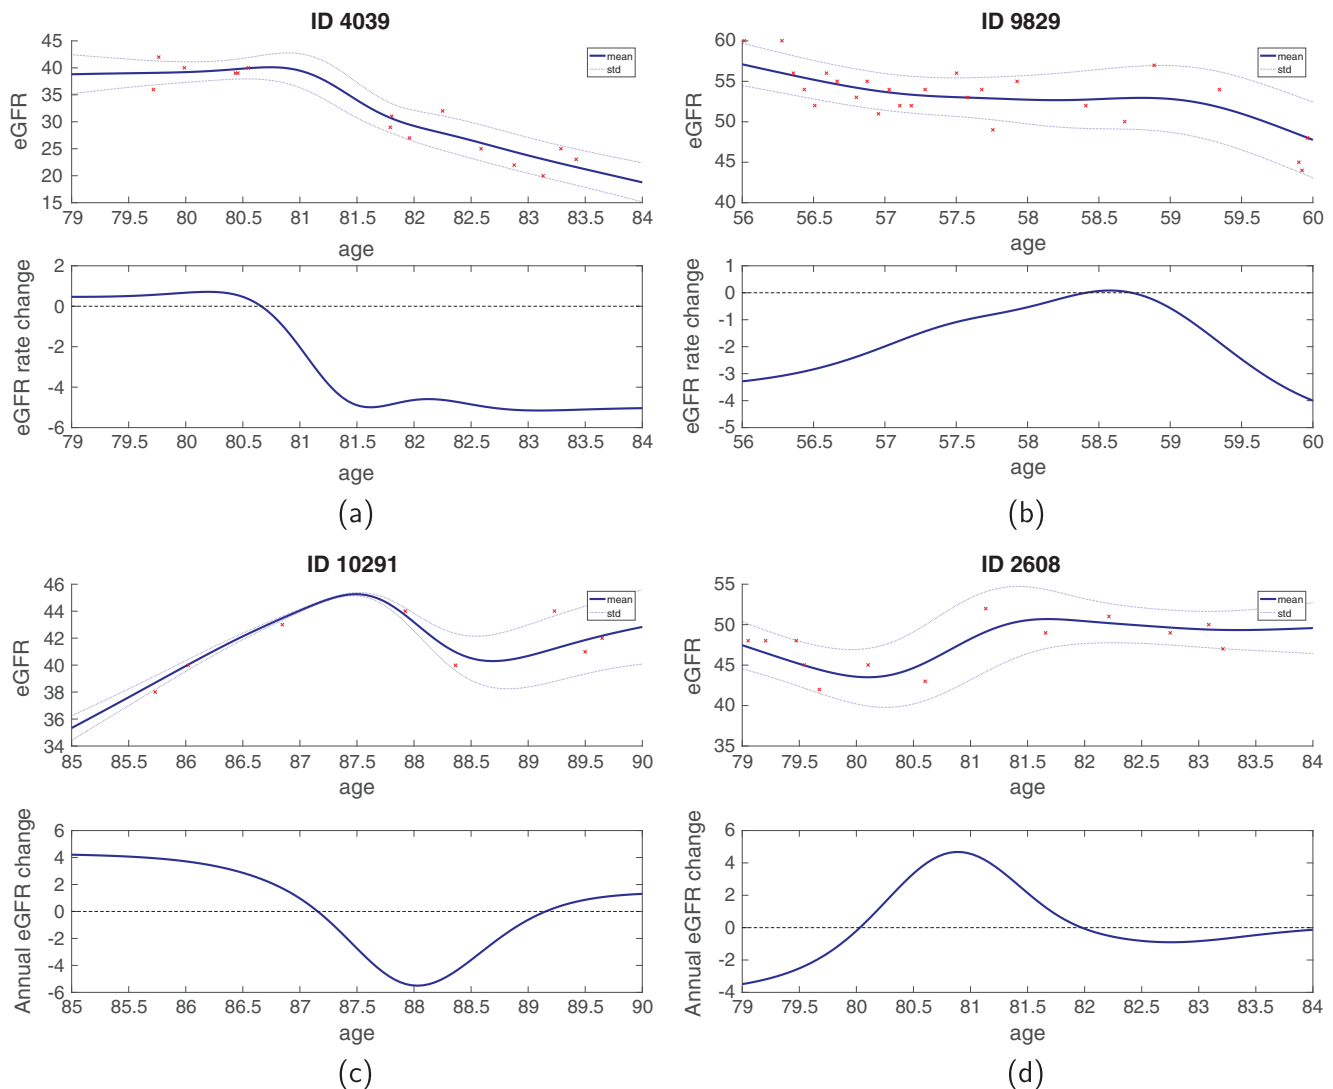 ID 4039
45
40
35
30
25
20
15
eGFR
mean
std
79 79.5 80 80.5 81 81.5 82 82.5 83 83.5 84
age
2
0
-2
-4
-6
eGFR rate change
79 79.5 80 80.5 81 81.5 82 82.5 83 83.5 84
age
(a)
ID 9829
60
55
50
45
40
eGFR
mean
std
56 56.5 57 57.5 58 58.5 59 59.5 60
age
1
0
-1
-2
-3
-4
-5
eGFR rate change
56 56.5 57 57.5 58 58.5 59 59.5 60
age
(b)
ID 10291
46
44
42
40
38
36
34
eGFR
mean
std
85 85.5 86 86.5 87 87.5 88 88.5 89 89.5 90
age
6
4
2
0
-2
-4
-6
Annual eGFR change
85 85.5 86 86.5 87 87.5 88 88.5 89 89.5 90
age
(c)
ID 2608
55
50
45
40
35
eGFR
mean
std
79 79.5 80 80.5 81 81.5 82 82.5 83 83.5 84
age
6
4
2
0
-2
-4
Annual eGFR change
79 79.5 80 80.5 81 81.5 82 82.5 83 83.5 84
age
(d)